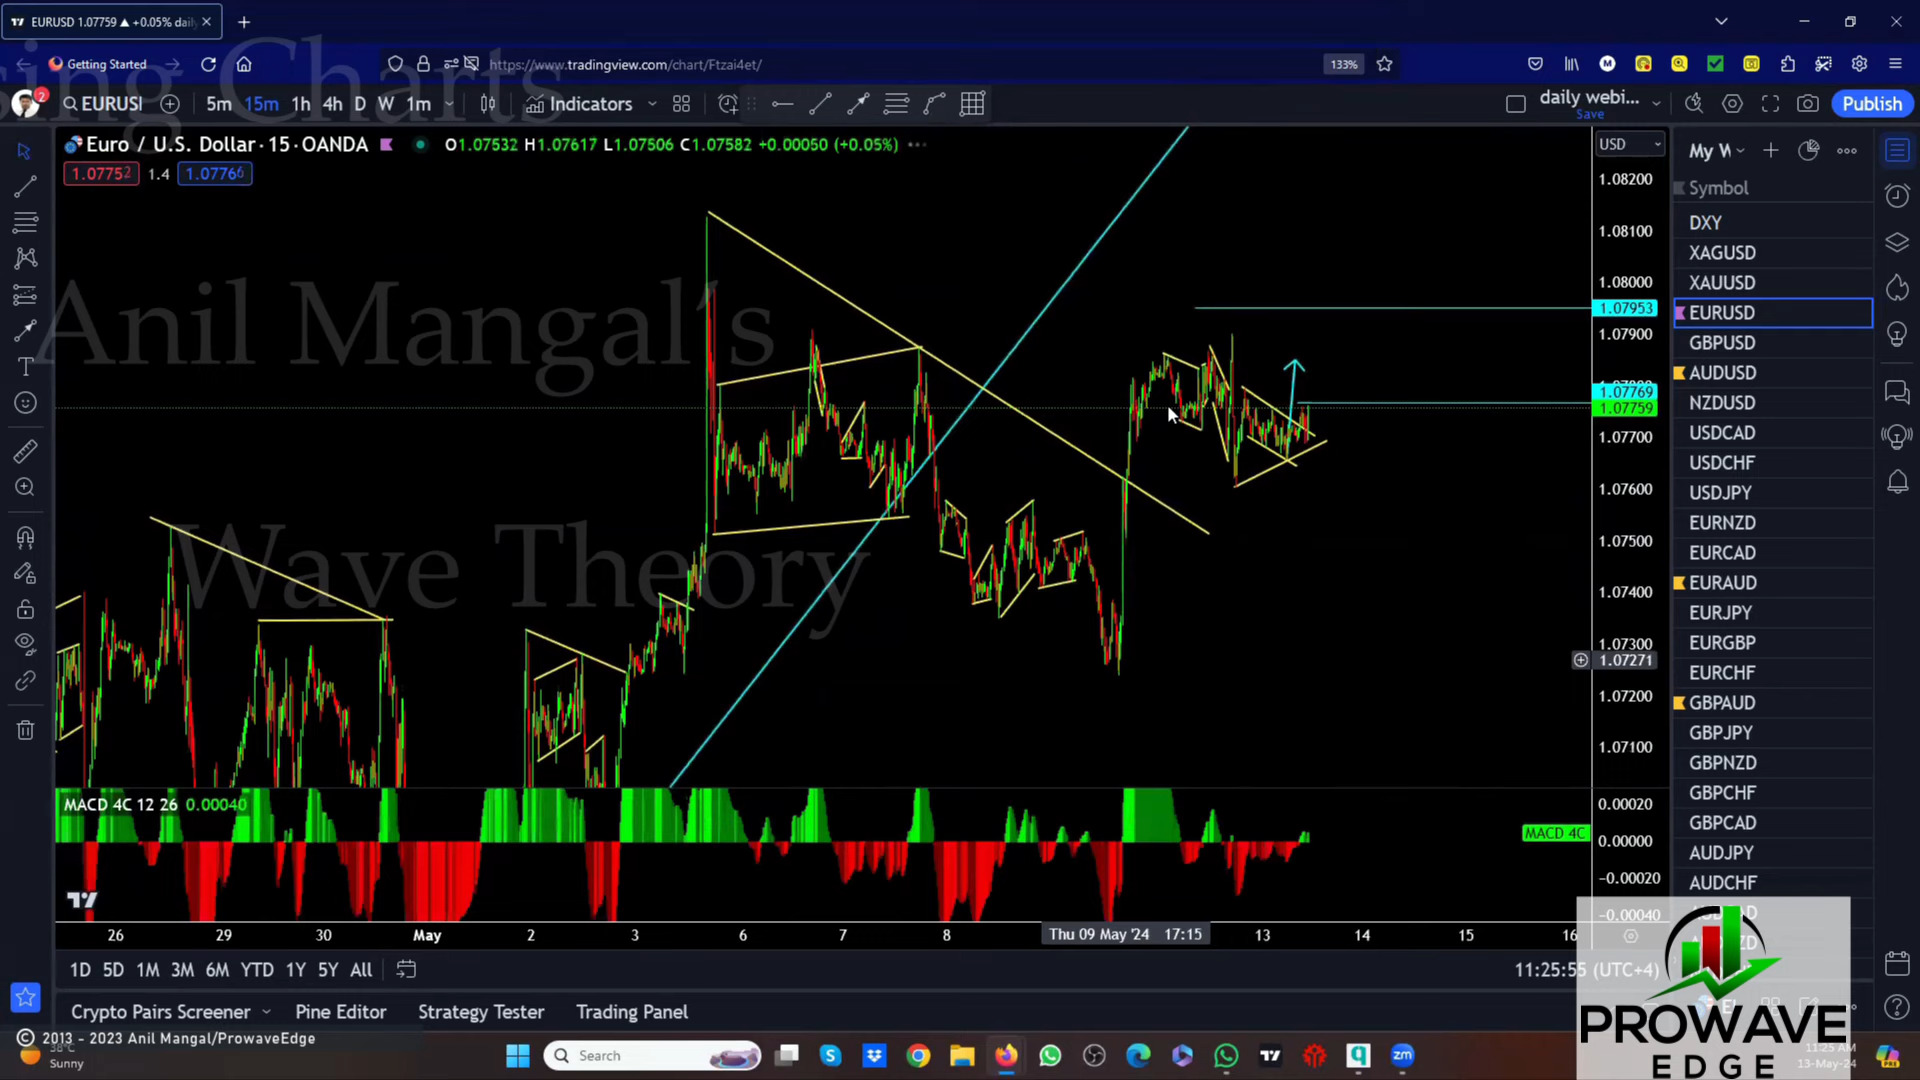 EURUSD 1.07759 ▲ +0.05% daily
Getting Started
https://www.tradingview.com/chart/Ftzai4et/
133%
2
EURUSD
5m 15m 1h 4h D W 1m
Indicators
daily webi...
Save
Publish
Euro / U.S. Dollar · 15 · OANDA
O1.07532 H1.07617 L1.07506 C1.07582 +0.00050 (+0.05%)
1.07752 1.4 1.07766
USD
Anil Mangal's
Wave Theory
1.08200
1.08100
1.08000
1.07953
1.07900
1.07769
1.07759
1.07700
1.07600
1.07500
1.07400
1.07300
1.07271
1.07200
1.07100
MACD 4C 12 26 0.00040
MACD 4C
0.00020
0.00000
-0.00020
-0.00040
26 29 30 May 2 3 6 7 8 Thu 09 May '24 17:15 13 14 15 16
1D 5D 1M 3M 6M YTD 1Y 5Y All
11:25:55 (UTC+4)
Crypto Pairs Screener Pine Editor Strategy Tester Trading Panel
My W
Symbol
DXY
XAGUSD
XAUUSD
EURUSD
GBPUSD
AUDUSD
NZDUSD
USDCAD
USDCHF
USDJPY
EURNZD
EURCAD
EURAUD
EURJPY
EURGBP
EURCHF
GBPAUD
GBPJPY
GBPNZD
GBPCHF
GBPCAD
AUDJPY
AUDCHF
© 2013 - 2023 Anil Mangal/ProwaveEdge
38°C
Sunny
Search
PROWAVE
EDGE
11:25 AM
13-May-24